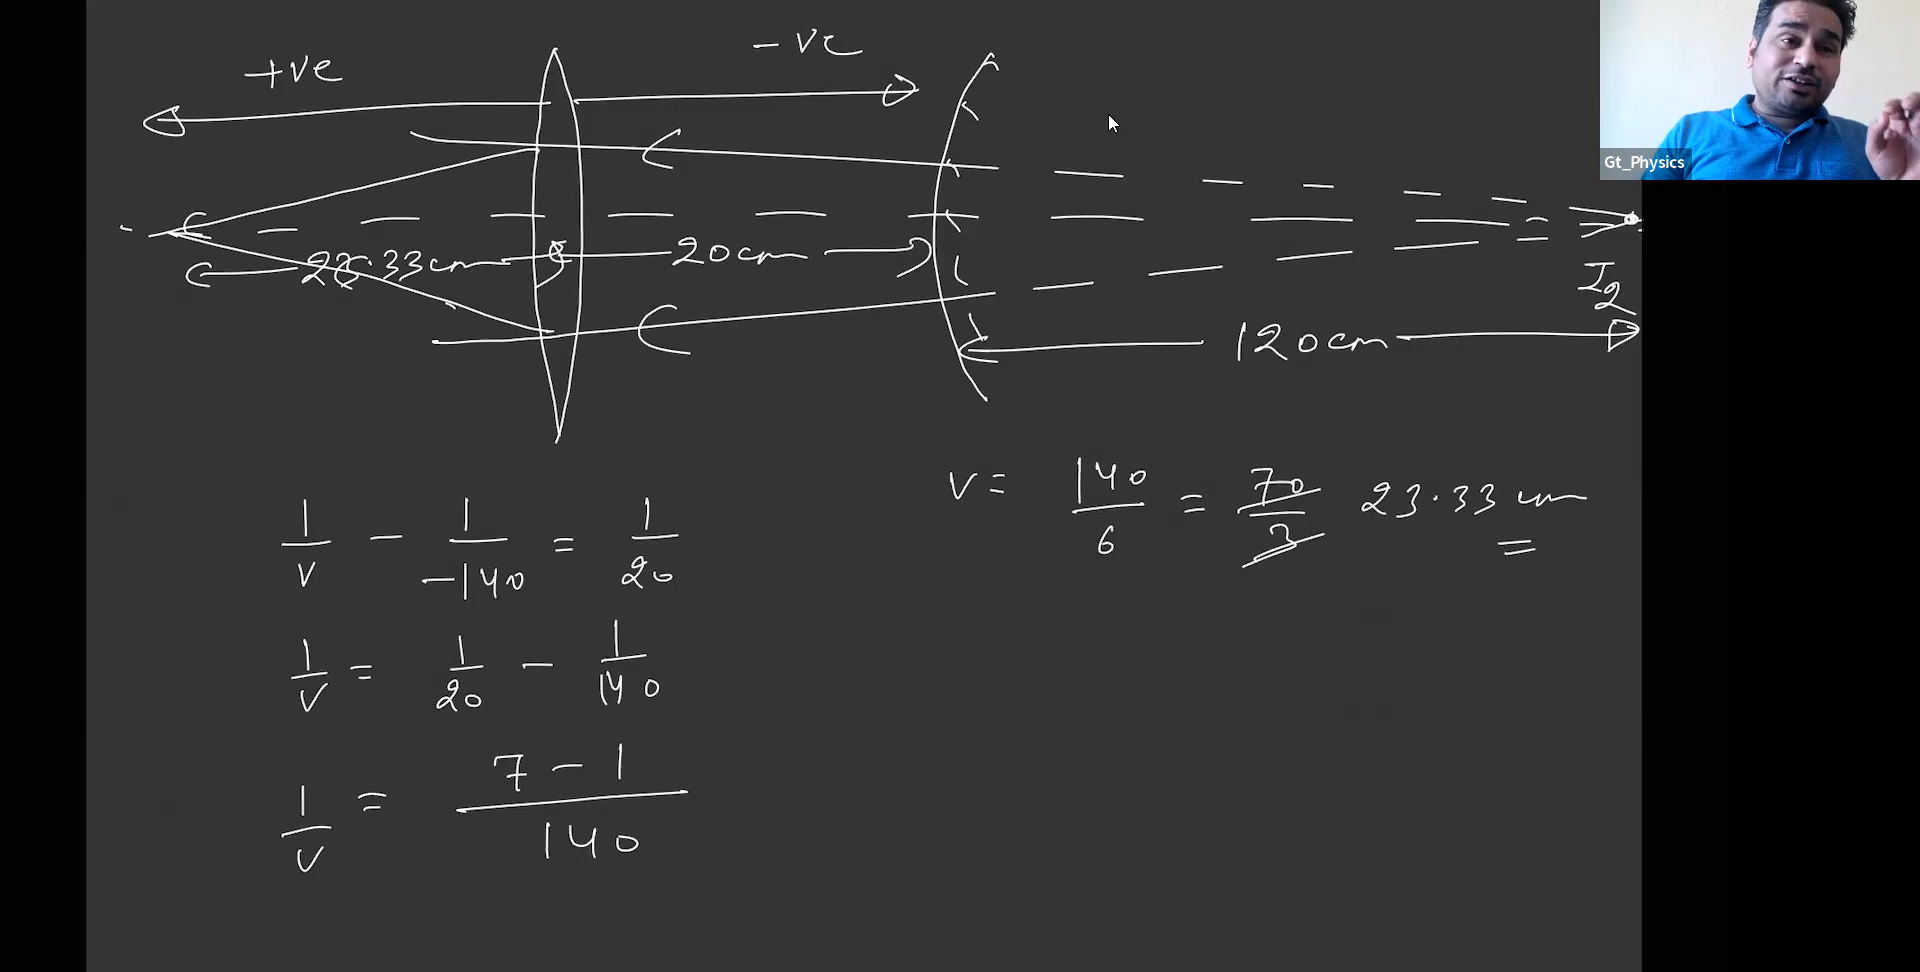 +ve
-ve
Gt_Physics
23.33cm
20cm
I2
120cm
1/v - 1/-140 = 1/20
v = 140/6 = 70/3 23.33 cm
1/v = 1/20 - 1/140
1/v = 7-1/140